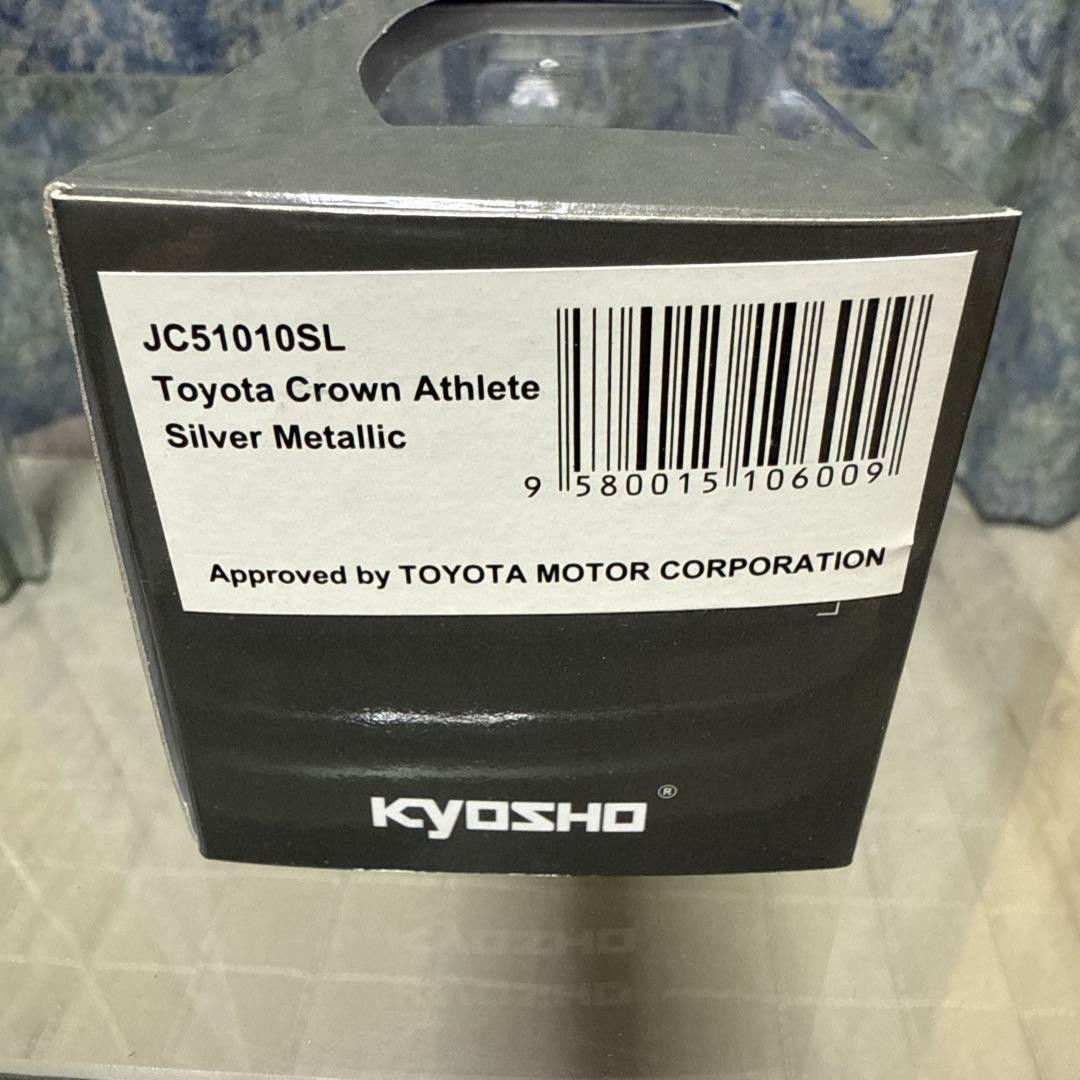 JC51010SL
Toyota Crown Athlete
Silver Metallic
9 580015 106009
Approved by TOYOTA MOTOR CORPORATION
KYOSHO®